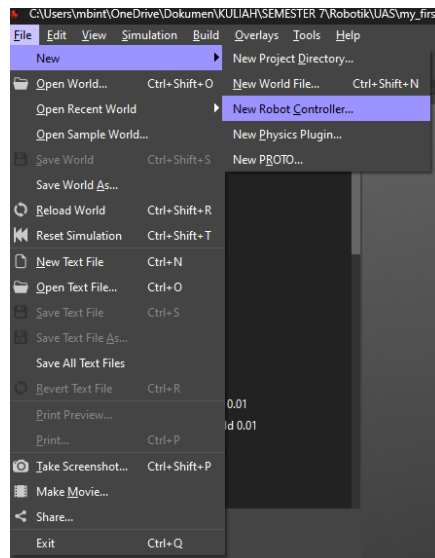 C:\Users\mbint\OneDrive\Dokumen\KULIAH\SEMESTER 7\Robotik\UAS\my_firs
File Edit View Simulation Build Overlays Tools Help
New
New Project Directory...
Open World... Ctrl+Shift+O
New World File... Ctrl+Shift+N
Open Recent World
New Robot Controller...
Open Sample World...
New Physics Plugin...
Save World Ctrl+Shift+S
New PROTO...
Save World As...
Reload World Ctrl+Shift+R
Reset Simulation Ctrl+Shift+T
New Text File Ctrl+N
Open Text File... Ctrl+O
Save Text File Ctrl+S
Save Text File As...
Save All Text Files
Revert Text File Ctrl+R
0.01
Print Preview...
ld 0.01
Print... Ctrl+P
Take Screenshot... Ctrl+Shift+P
Make Movie...
Share...
Exit Ctrl+Q